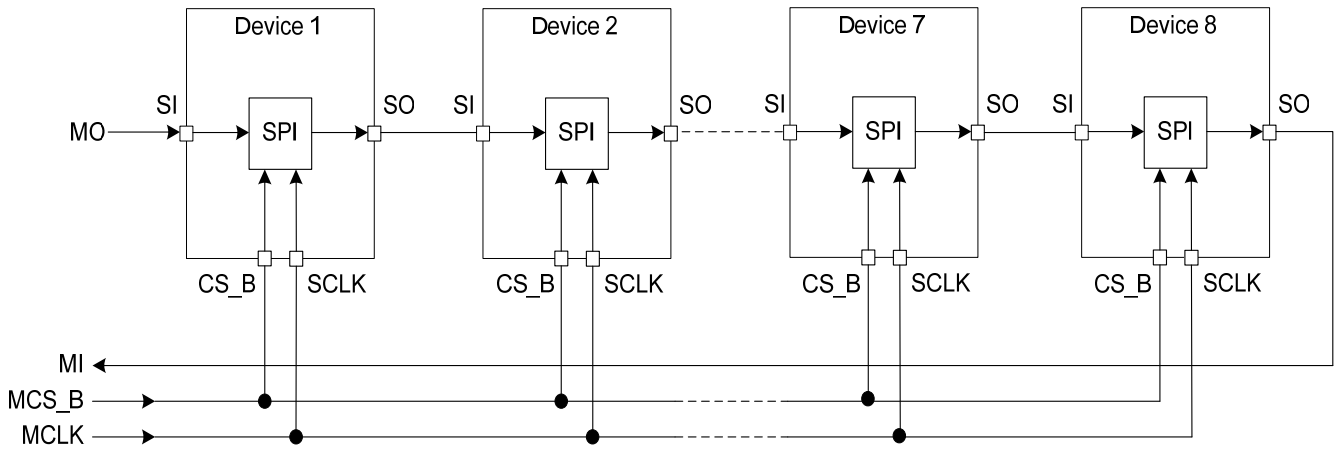 Device 1 Device 2 Device 7 Device 8
SI SO SI SO SI SO SI SO
MO SPI SPI SPI SPI
CS_B SCLK CS_B SCLK CS_B SCLK CS_B SCLK
MI
MCS_B
MCLK